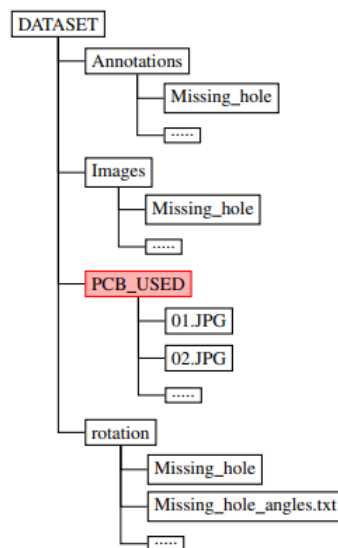 DATASET
Annotations
Missing_hole
.....
Images
Missing_hole
.....
PCB_USED
01.JPG
02.JPG
.....
rotation
Missing_hole
Missing_hole_angles.txt
.....